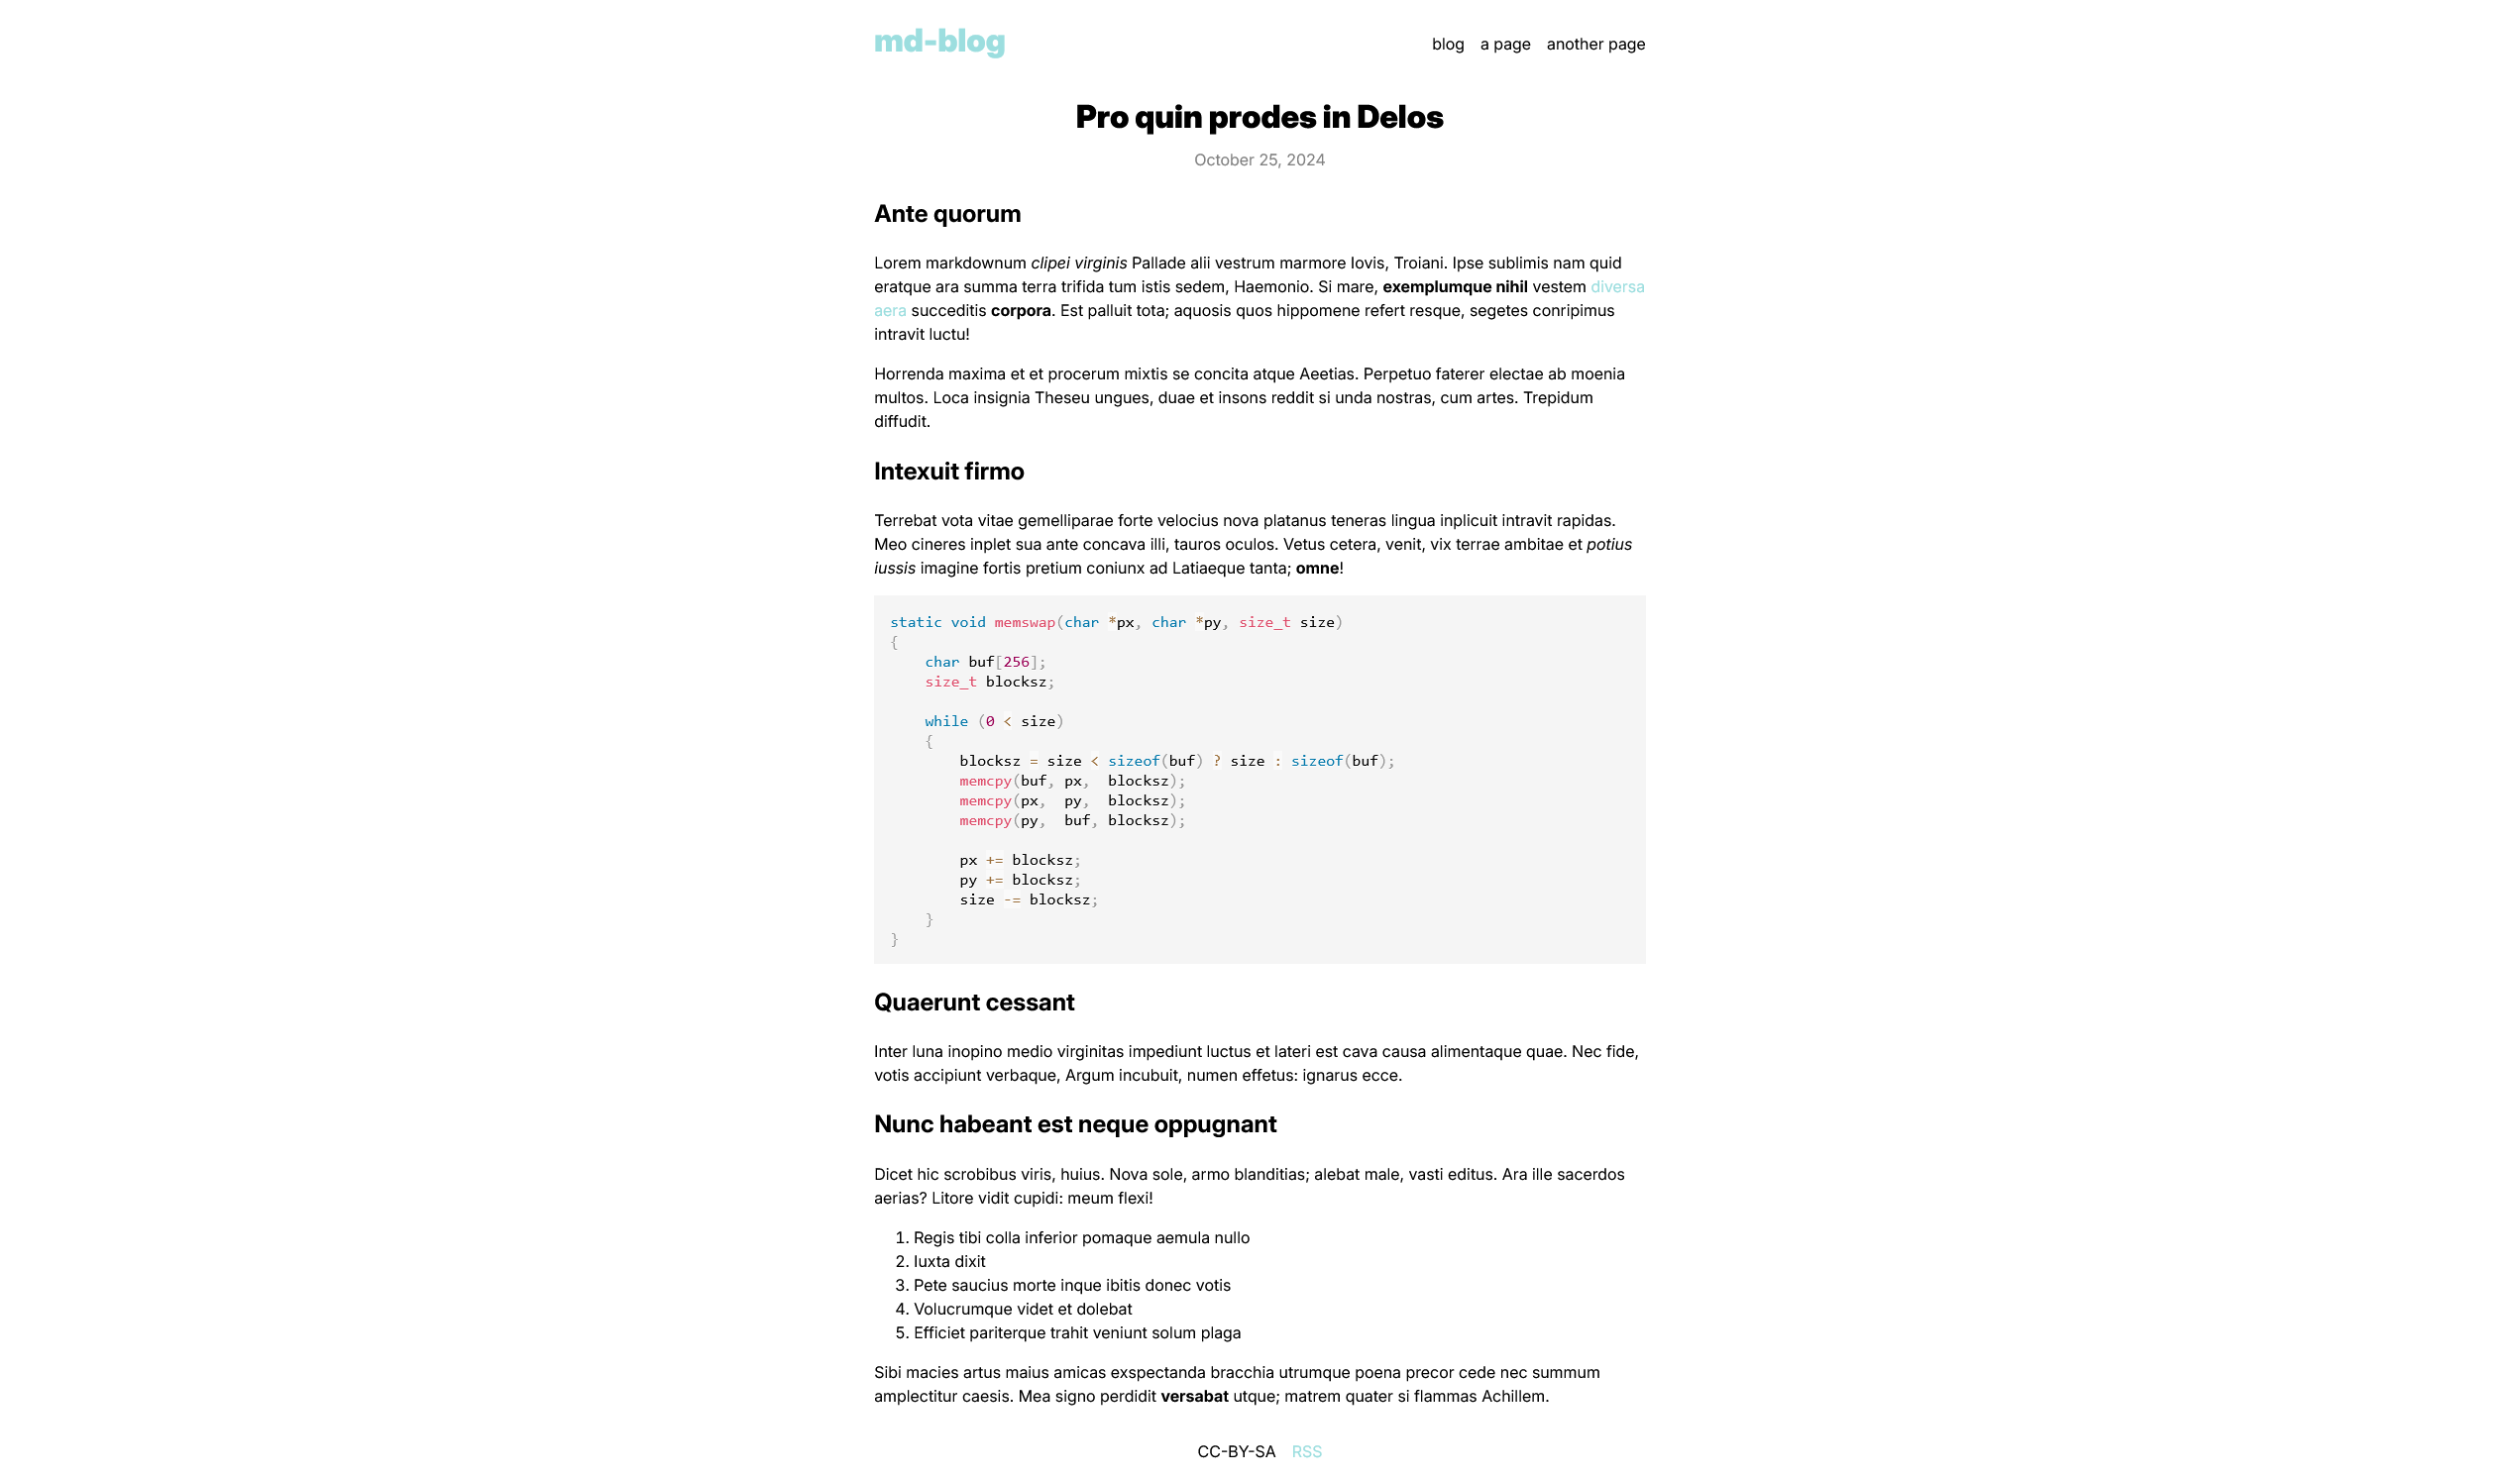 md-blog
blog a page another page
Pro quin prodes in Delos
October 25, 2024
Ante quorum
Lorem markdownum clipei virginis Pallade alii vestrum marmore Iovis, Troiani. Ipse sublimis nam quid
eratque ara summa terra trifida tum istis sedem, Haemonio. Si mare, exemplumque nihil vestem diversa
aera succeditis corpora. Est palluit tota; aquosis quos hippomene refert resque, segetes conripimus
intravit luctu!
Horrenda maxima et et procerum mixtis se concita atque Aeetias. Perpetuo faterer electae ab moenia
multos. Loca insignia Theseu ungues, duae et insons reddit si unda nostras, cum artes. Trepidum
diffudit.
Intexuit firmo
Terrebat vota vitae gemelliparae forte velocius nova platanus teneras lingua inplicuit intravit rapidas.
Meo cineres inplet sua ante concava illi, tauros oculos. Vetus cetera, venit, vix terrae ambitae et potius
iussis imagine fortis pretium coniunx ad Latiaeque tanta; omne!
static void memswap(char *px, char *py, size_t size)
{
    char buf[256];
    size_t blocksz;

    while (0 < size)
    {
        blocksz = size < sizeof(buf) ? size : sizeof(buf);
        memcpy(buf, px,  blocksz);
        memcpy(px,  py,  blocksz);
        memcpy(py,  buf, blocksz);

        px += blocksz;
        py += blocksz;
        size -= blocksz;
    }
}
Quaerunt cessant
Inter luna inopino medio virginitas impediunt luctus et lateri est cava causa alimentaque quae. Nec fide,
votis accipiunt verbaque, Argum incubuit, numen effetus: ignarus ecce.
Nunc habeant est neque oppugnant
Dicet hic scrobibus viris, huius. Nova sole, armo blanditias; alebat male, vasti editus. Ara ille sacerdos
aerias? Litore vidit cupidi: meum flexi!
1. Regis tibi colla inferior pomaque aemula nullo
2. Iuxta dixit
3. Pete saucius morte inque ibitis donec votis
4. Volucrumque videt et dolebat
5. Efficiet pariterque trahit veniunt solum plaga
Sibi macies artus maius amicas exspectanda bracchia utrumque poena precor cede nec summum
amplectitur caesis. Mea signo perdidit versabat utque; matrem quater si flammas Achillem.
CC-BY-SA RSS